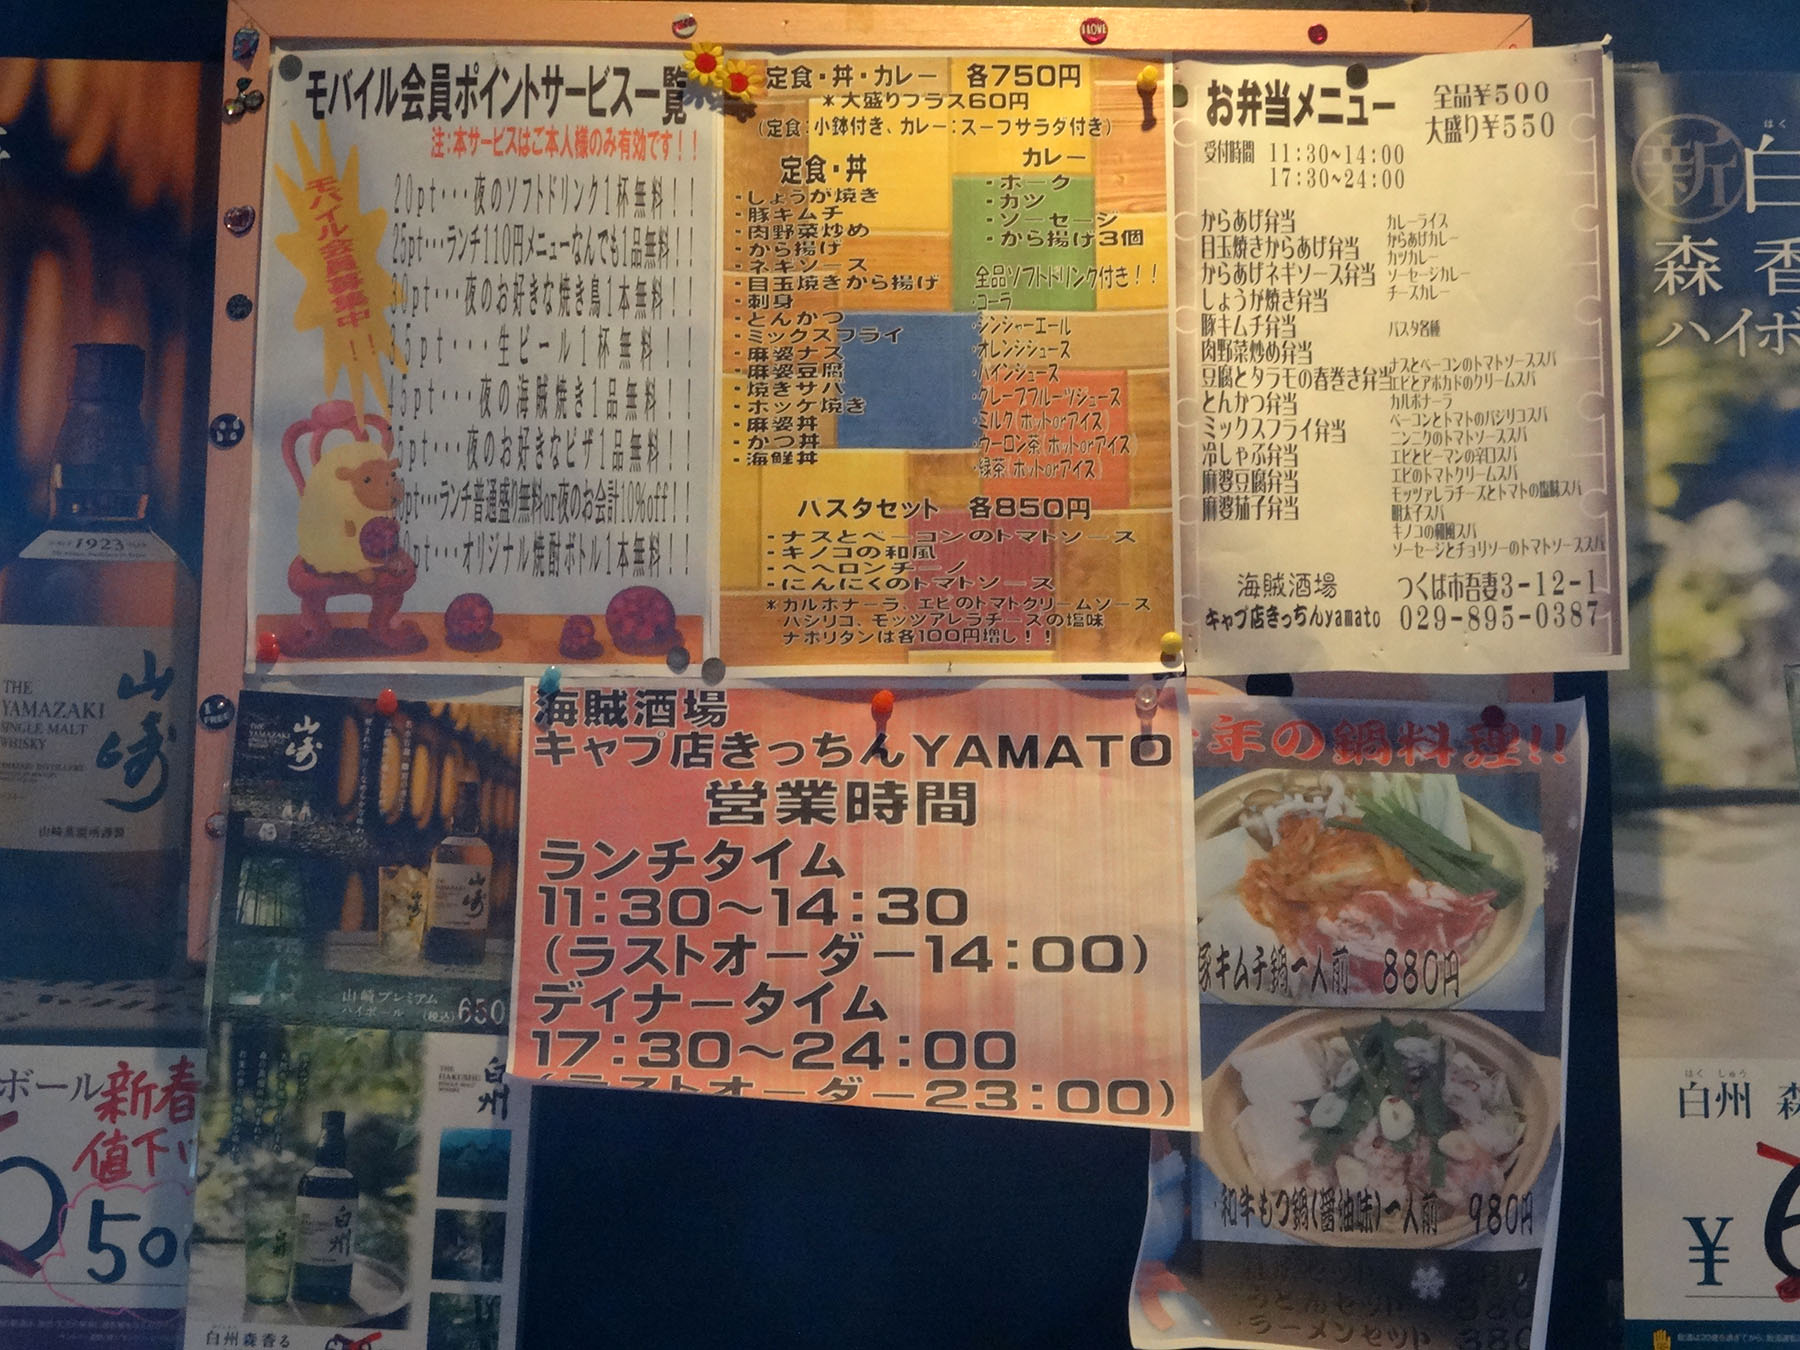 モバイル会員ポイントサービス一覧
注:本サービスはご本人様のみ有効です!!
モバイル会員募集中!!
20pt・・・夜のソフトドリンク1杯無料!!
25pt・・・ランチ110円メニューなんでも1品無料!!
30pt・・・夜のお好きな焼き鳥1本無料!!
35pt・・・生ビール1杯無料!!
45pt・・・夜の海賊焼き1品無料!!
5pt・・・夜のお好きなピザ1品無料!!
0pt・・・ランチ普通盛り無料or夜のお会計10%off!!
0pt・・・オリジナル焼酎ボトル1本無料!!
定食・丼・カレー 各750円
*大盛りプラス60円
(定食:小鉢付き、カレー:スープサラダ付き)
定食・丼
・しょうが焼き
・豚キムチ
・肉野菜炒め
・から揚げ
・ネギソース
・目玉焼きから揚げ
・刺身
・とんかつ
・ミックスフライ
・麻婆ナス
・麻婆豆腐
・焼きサバ
・ホッケ焼き
・麻婆丼
・かつ丼
・海鮮丼
カレー
・ポーク
・カツ
・ソーセージ
・から揚げ3個
全品ソフトドリンク付き!!
・コーラ
・ジンジャーエール
・オレンジジュース
・パインジュース
・グレープフルーツジュース
・ミルク(ホットorアイス)
・ウーロン茶(ホットorアイス)
・緑茶(ホットorアイス)
パスタセット 各850円
・ナスとベーコンのトマトソース
・キノコの和風
・ペペロンチーノ
・にんにくのトマトソース
*カルボナーラ、エビのトマトクリームソース
バシリコ、モッツァレラチーズの塩味
ナポリタンは各100円増し!!
お弁当メニュー
全品¥500
大盛り¥550
受付時間 11:30~14:00
17:30~24:00
からあげ弁当
目玉焼きからあげ弁当
からあげネギソース弁当
しょうが焼き弁当
豚キムチ弁当
肉野菜炒め弁当
豆腐とタラモの春巻き弁当
とんかつ弁当
ミックスフライ弁当
冷しゃぶ弁当
麻婆豆腐弁当
麻婆茄子弁当
カレーライス
からあげカレー
カツカレー
ソーセージカレー
チーズカレー
パスタ各種
ナスとベーコンのトマトソーススパ
エビとアボカドのクリームスパ
カルボナーラ
ベーコンとトマトのバジリコスパ
ニンニクのトマトソーススパ
エビとピーマンの辛口スパ
エビのトマトクリームスパ
モッツァレラチーズとトマトの塩味スパ
明太子スパ
キノコの和風スパ
ソーセージとチョリソーのトマトソーススパ
海賊酒場 つくば市吾妻3-12-1
キャプ店きっちんyamato 029-895-0387
海賊酒場
キャプ店きっちんYAMATO
営業時間
ランチタイム
11:30~14:30
(ラストオーダー14:00)
ディナータイム
17:30~24:00
(ラストオーダー23:00)
年の鍋料理!!
豚キムチ鍋一人前 880円
和牛もつ鍋(醤油味)一人前 980円
うどんセット 380
ラーメンセット 380
THE
YAMAZAKI
SINGLE MALT
WHISKY
山崎
山崎プレミアム
ハイボール (税込)650
THE
HAKUSHU
白州
白州森香る
1923
THE
YAMAZAKI
SINGLE MALT
WHISKY
山崎
山崎蒸溜所謹製
ボール
新春
値下げ
500
新
白
森香
ハイボ
はくしゅう
白州 森
¥
I LOVE